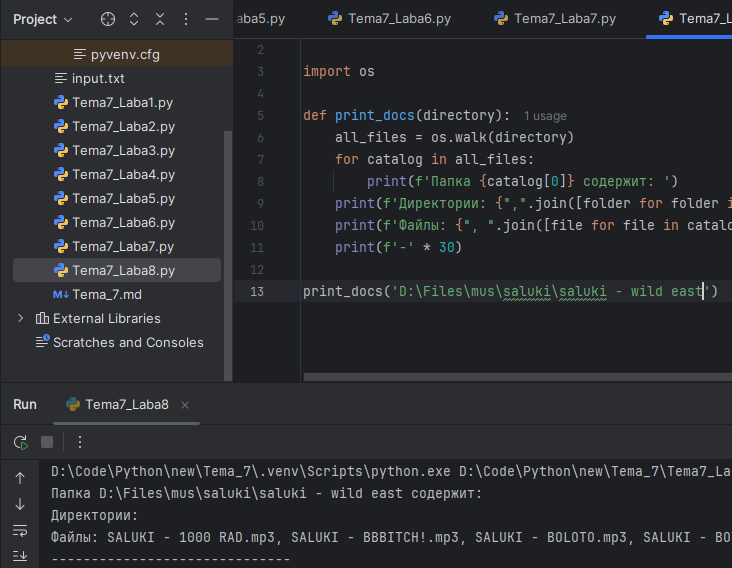 Project
aba5.py
Tema7_Laba6.py
Tema7_Laba7.py
Tema7_L
pyvenv.cfg
input.txt
Tema7_Laba1.py
Tema7_Laba2.py
Tema7_Laba3.py
Tema7_Laba4.py
Tema7_Laba5.py
Tema7_Laba6.py
Tema7_Laba7.py
Tema7_Laba8.py
M↓ Tema_7.md
External Libraries
Scratches and Consoles
2
3 import os
4
5 def print_docs(directory): 1 usage
6 all_files = os.walk(directory)
7 for catalog in all_files:
8 print(f'Папка {catalog[0]} содержит: ')
9 print(f'Директории: {",".join([folder for folder i
10 print(f'Файлы: {", ".join([file for file in catalo
11 print(f'-' * 30)
12
13 print_docs('D:\Files\mus\saluki\saluki - wild east')
Run Tema7_Laba8
D:\Code\Python\new\Tema_7\.venv\Scripts\python.exe D:\Code\Python\new\Tema_7\Tema7_La
Папка D:\Files\mus\saluki\saluki - wild east содержит:
Директории:
Файлы: SALUKI - 1000 RAD.mp3, SALUKI - BBBITCH!.mp3, SALUKI - BOLOTO.mp3, SALUKI - BO
------------------------------